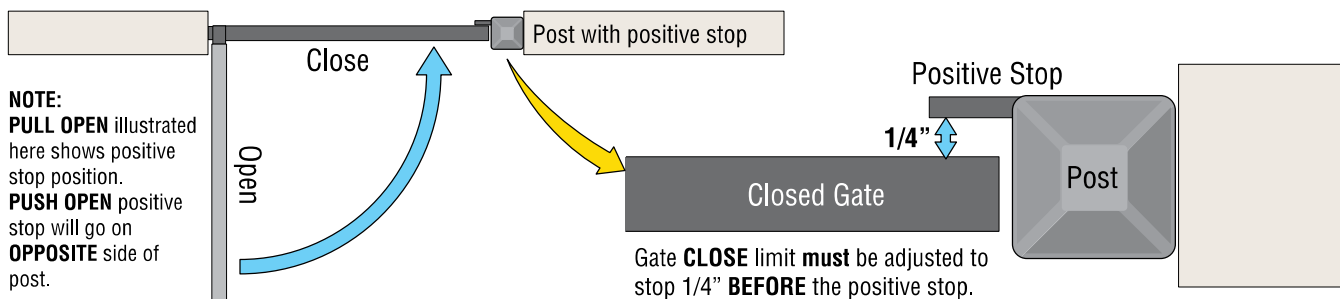 Close
Post with positive stop
NOTE:
PULL OPEN illustrated
here shows positive
stop position.
PUSH OPEN positive
stop will go on
OPPOSITE side of
post.
Open
Positive Stop
1/4”
Closed Gate
Post
Gate CLOSE limit must be adjusted to
stop 1/4” BEFORE the positive stop.